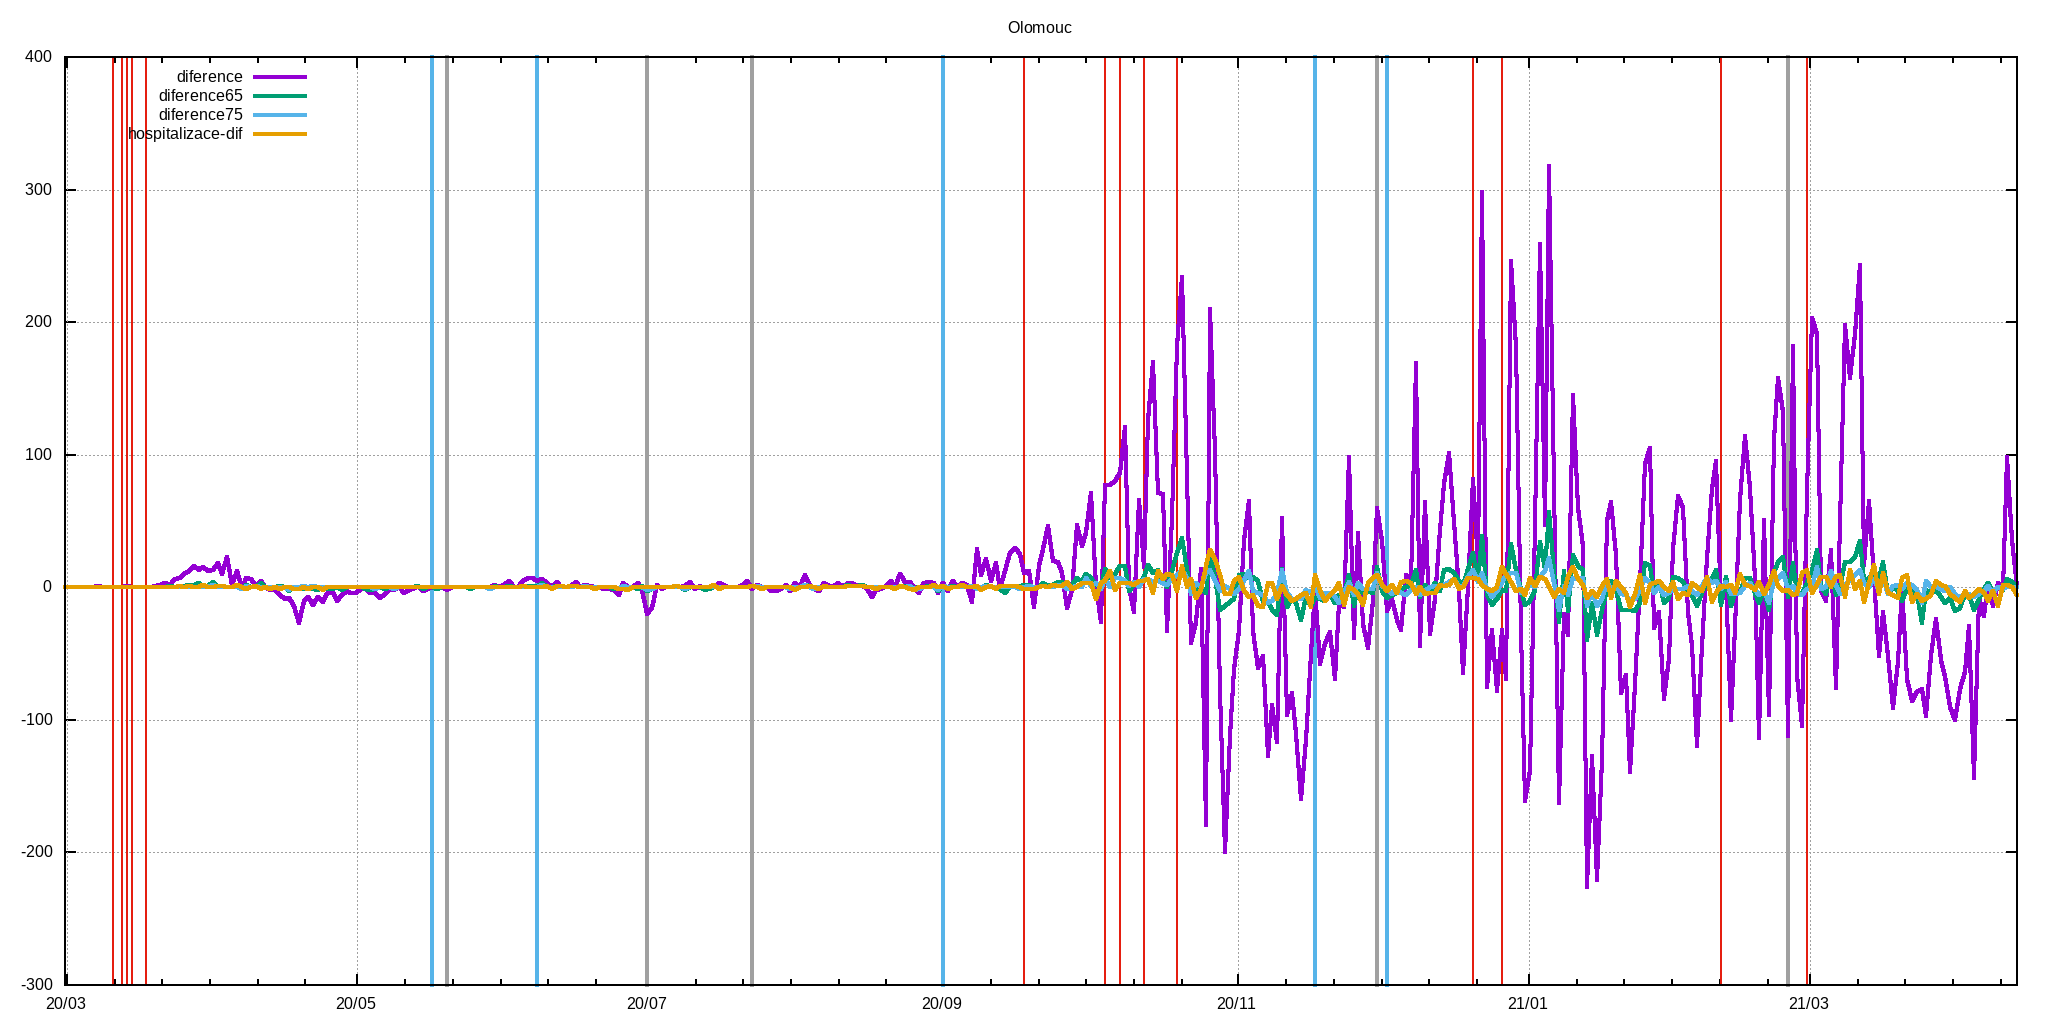 Olomouc
400
diference
diference65
diference75
hospitalizace-dif
300
200
100
0
-100
-200
-300
20/03 20/05 20/07 20/09 20/11 21/01 21/03